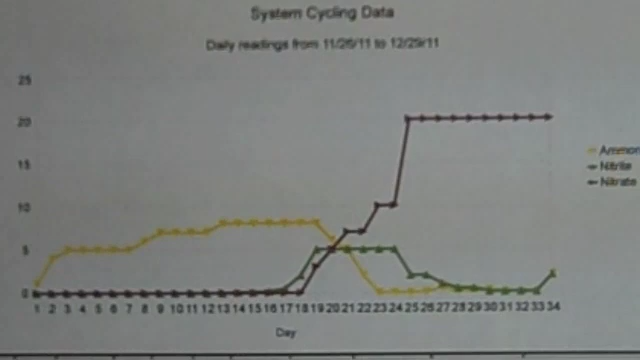 System Cycling Data
Daily readings from 11/26/11 to 12/29/11
25
20
15
10
5
0
Ammon
Nitrite
Nitrate
1 2 3 4 5 6 7 8 9 10 11 12 13 14 15 16 17 18 19 20 21 22 23 24 25 26 27 28 29 30 31 32 33 34
Day